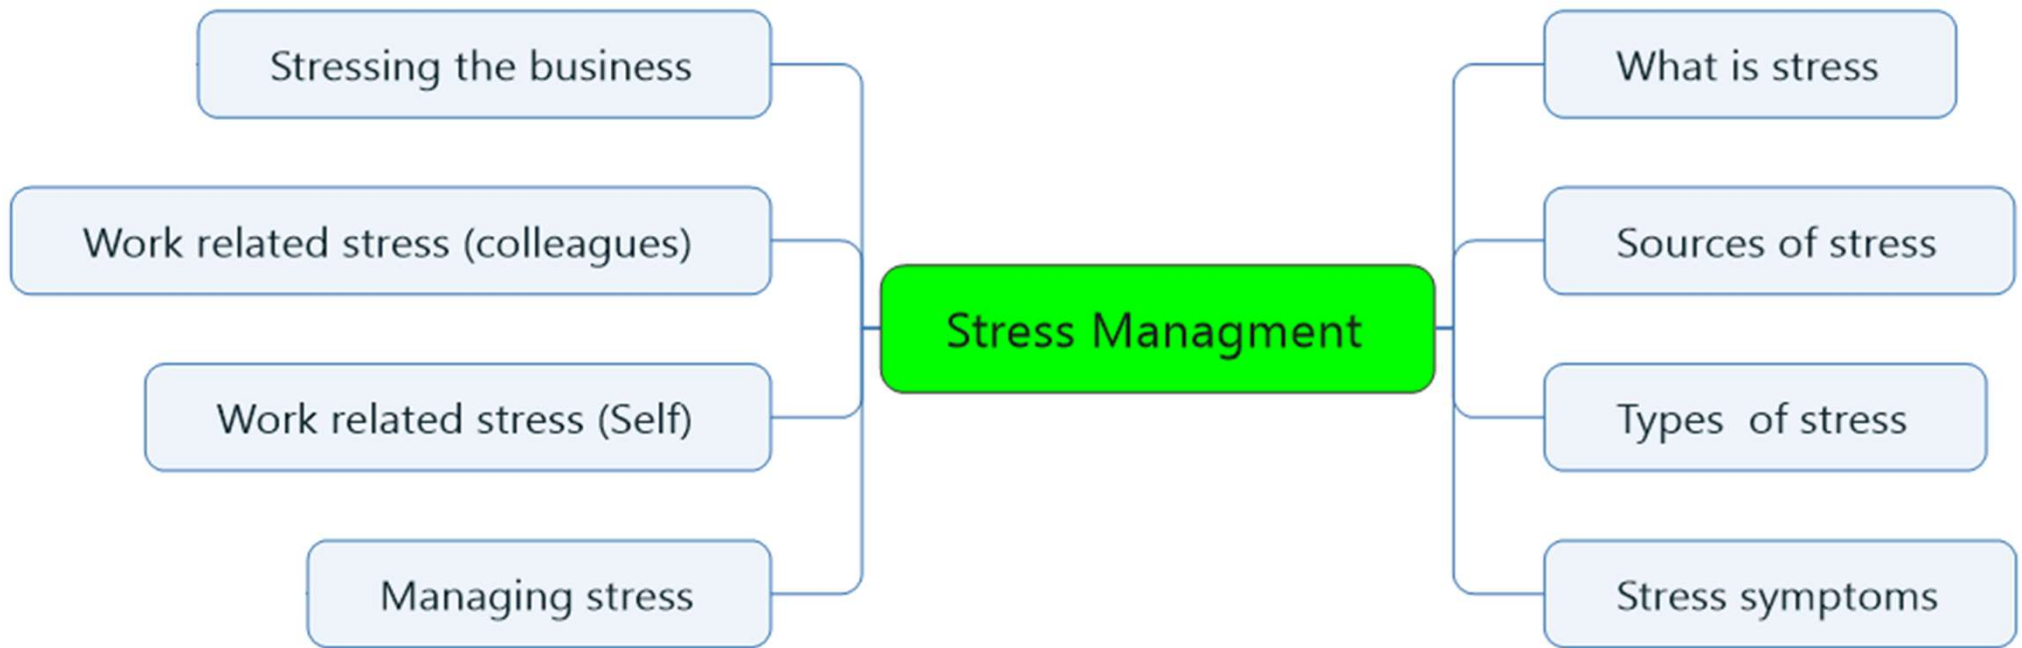 Stressing the business
What is stress
Work related stress (colleagues)
Sources of stress
Stress Managment
Work related stress (Self)
Types  of stress
Managing stress
Stress symptoms